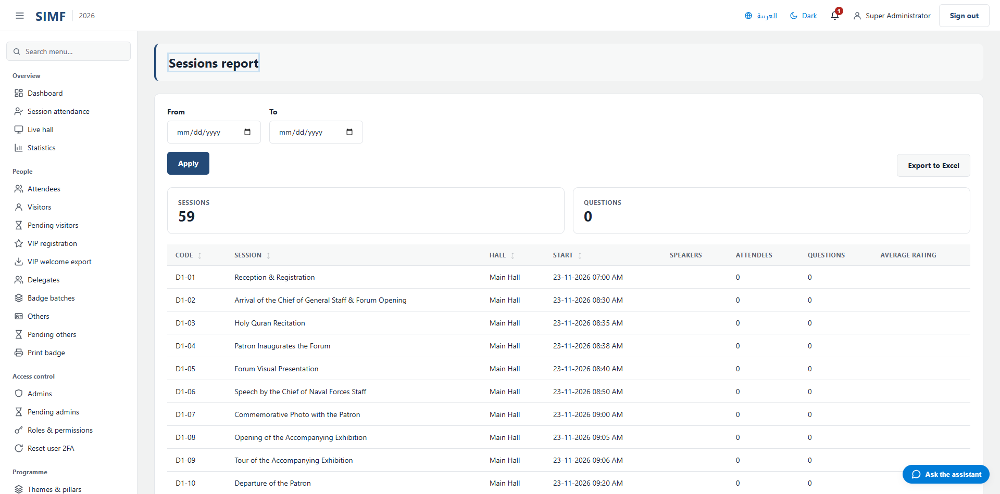 SIMF 2026
العربية
Dark
1
Super Administrator
Sign out
Search menu...
Overview
Dashboard
Session attendance
Live hall
Statistics
People
Attendees
Visitors
Pending visitors
VIP registration
VIP welcome export
Delegates
Badge batches
Others
Pending others
Print badge
Access control
Admins
Pending admins
Roles & permissions
Reset user 2FA
Programme
Themes & pillars
Sessions report
From To
mm/dd/yyyy mm/dd/yyyy
Apply
Export to Excel
SESSIONS
59
QUESTIONS
0
CODE SESSION HALL START SPEAKERS ATTENDEES QUESTIONS AVERAGE RATING
D1-01 Reception & Registration Main Hall 23-11-2026 07:00 AM 0 0
D1-02 Arrival of the Chief of General Staff & Forum Opening Main Hall 23-11-2026 08:30 AM 0 0
D1-03 Holy Quran Recitation Main Hall 23-11-2026 08:35 AM 0 0
D1-04 Patron Inaugurates the Forum Main Hall 23-11-2026 08:38 AM 0 0
D1-05 Forum Visual Presentation Main Hall 23-11-2026 08:40 AM 0 0
D1-06 Speech by the Chief of Naval Forces Staff Main Hall 23-11-2026 08:50 AM 0 0
D1-07 Commemorative Photo with the Patron Main Hall 23-11-2026 09:00 AM 0 0
D1-08 Opening of the Accompanying Exhibition Main Hall 23-11-2026 09:05 AM 0 0
D1-09 Tour of the Accompanying Exhibition Main Hall 23-11-2026 09:06 AM 0 0
D1-10 Departure of the Patron Main Hall 23-11-2026 09:20 AM 0 0
Ask the assistant